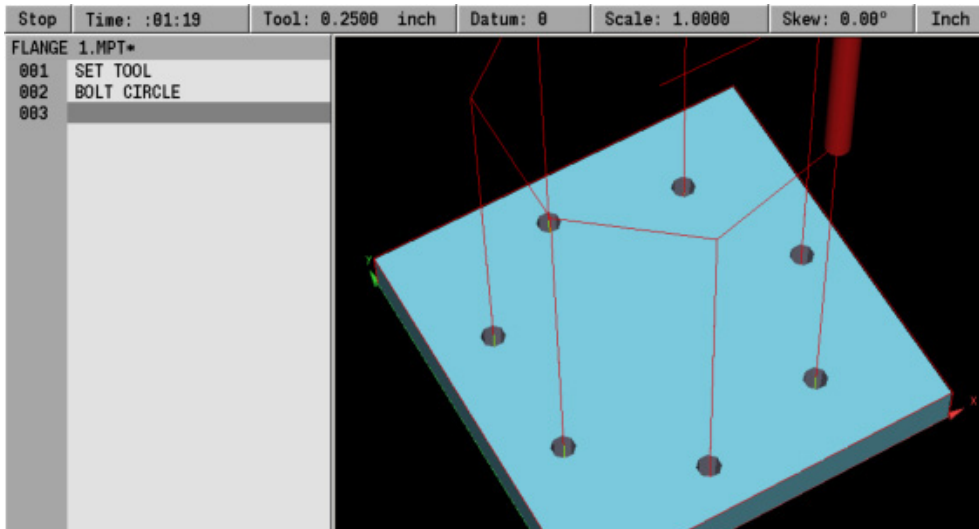 Stop Time: :01:19 Tool: 0.2500 inch Datum: 0 Scale: 1.0000 Skew: 0.00° Inch
FLANGE 1.MPT*
001 SET TOOL
002 BOLT CIRCLE
003
Y
X